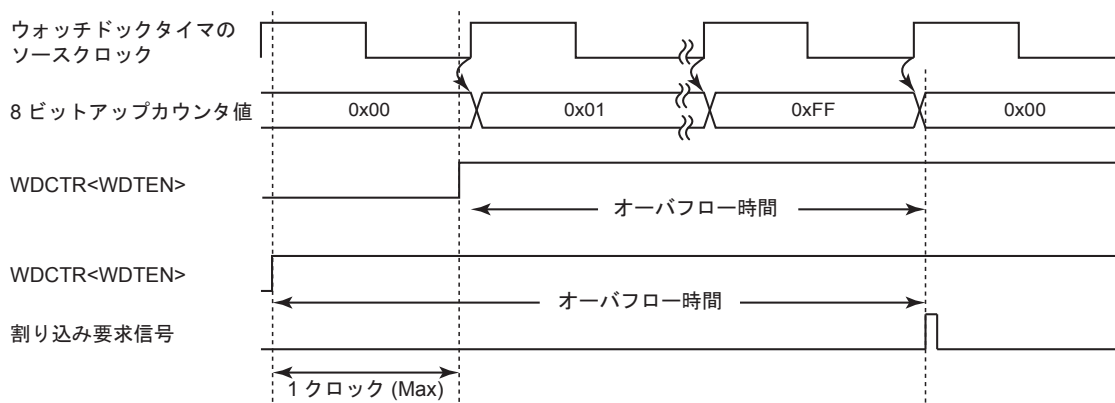 ウォッチドックタイマの
ソースクロック
8 ビットアップカウンタ値
0x00
0x01
0xFF
0x00
WDCTR<WDTEN>
オーバフロー時間
WDCTR<WDTEN>
オーバフロー時間
割り込み要求信号
1 クロック (Max)